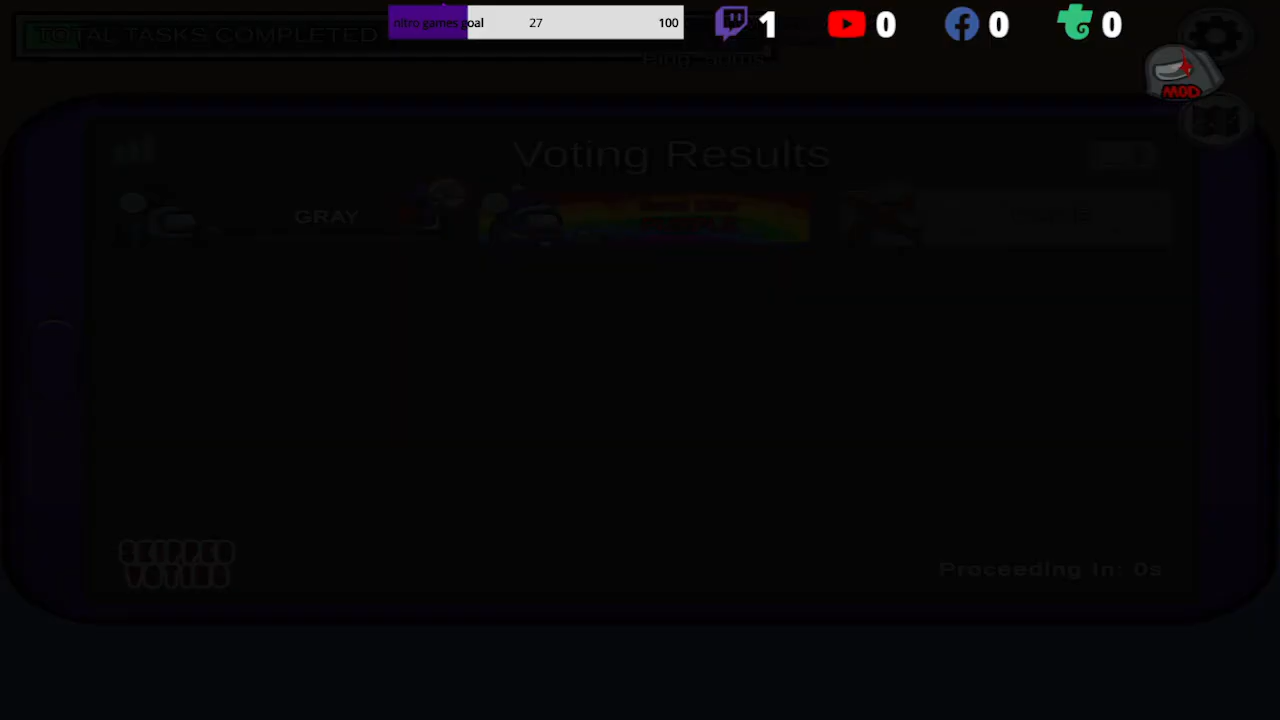 nitro games goal 27 100 1 0 0 0
TOTAL TASKS COMPLETED
MOD
Voting Results
GRAY
SKIPPED
VOTING
Proceeding In: 0s